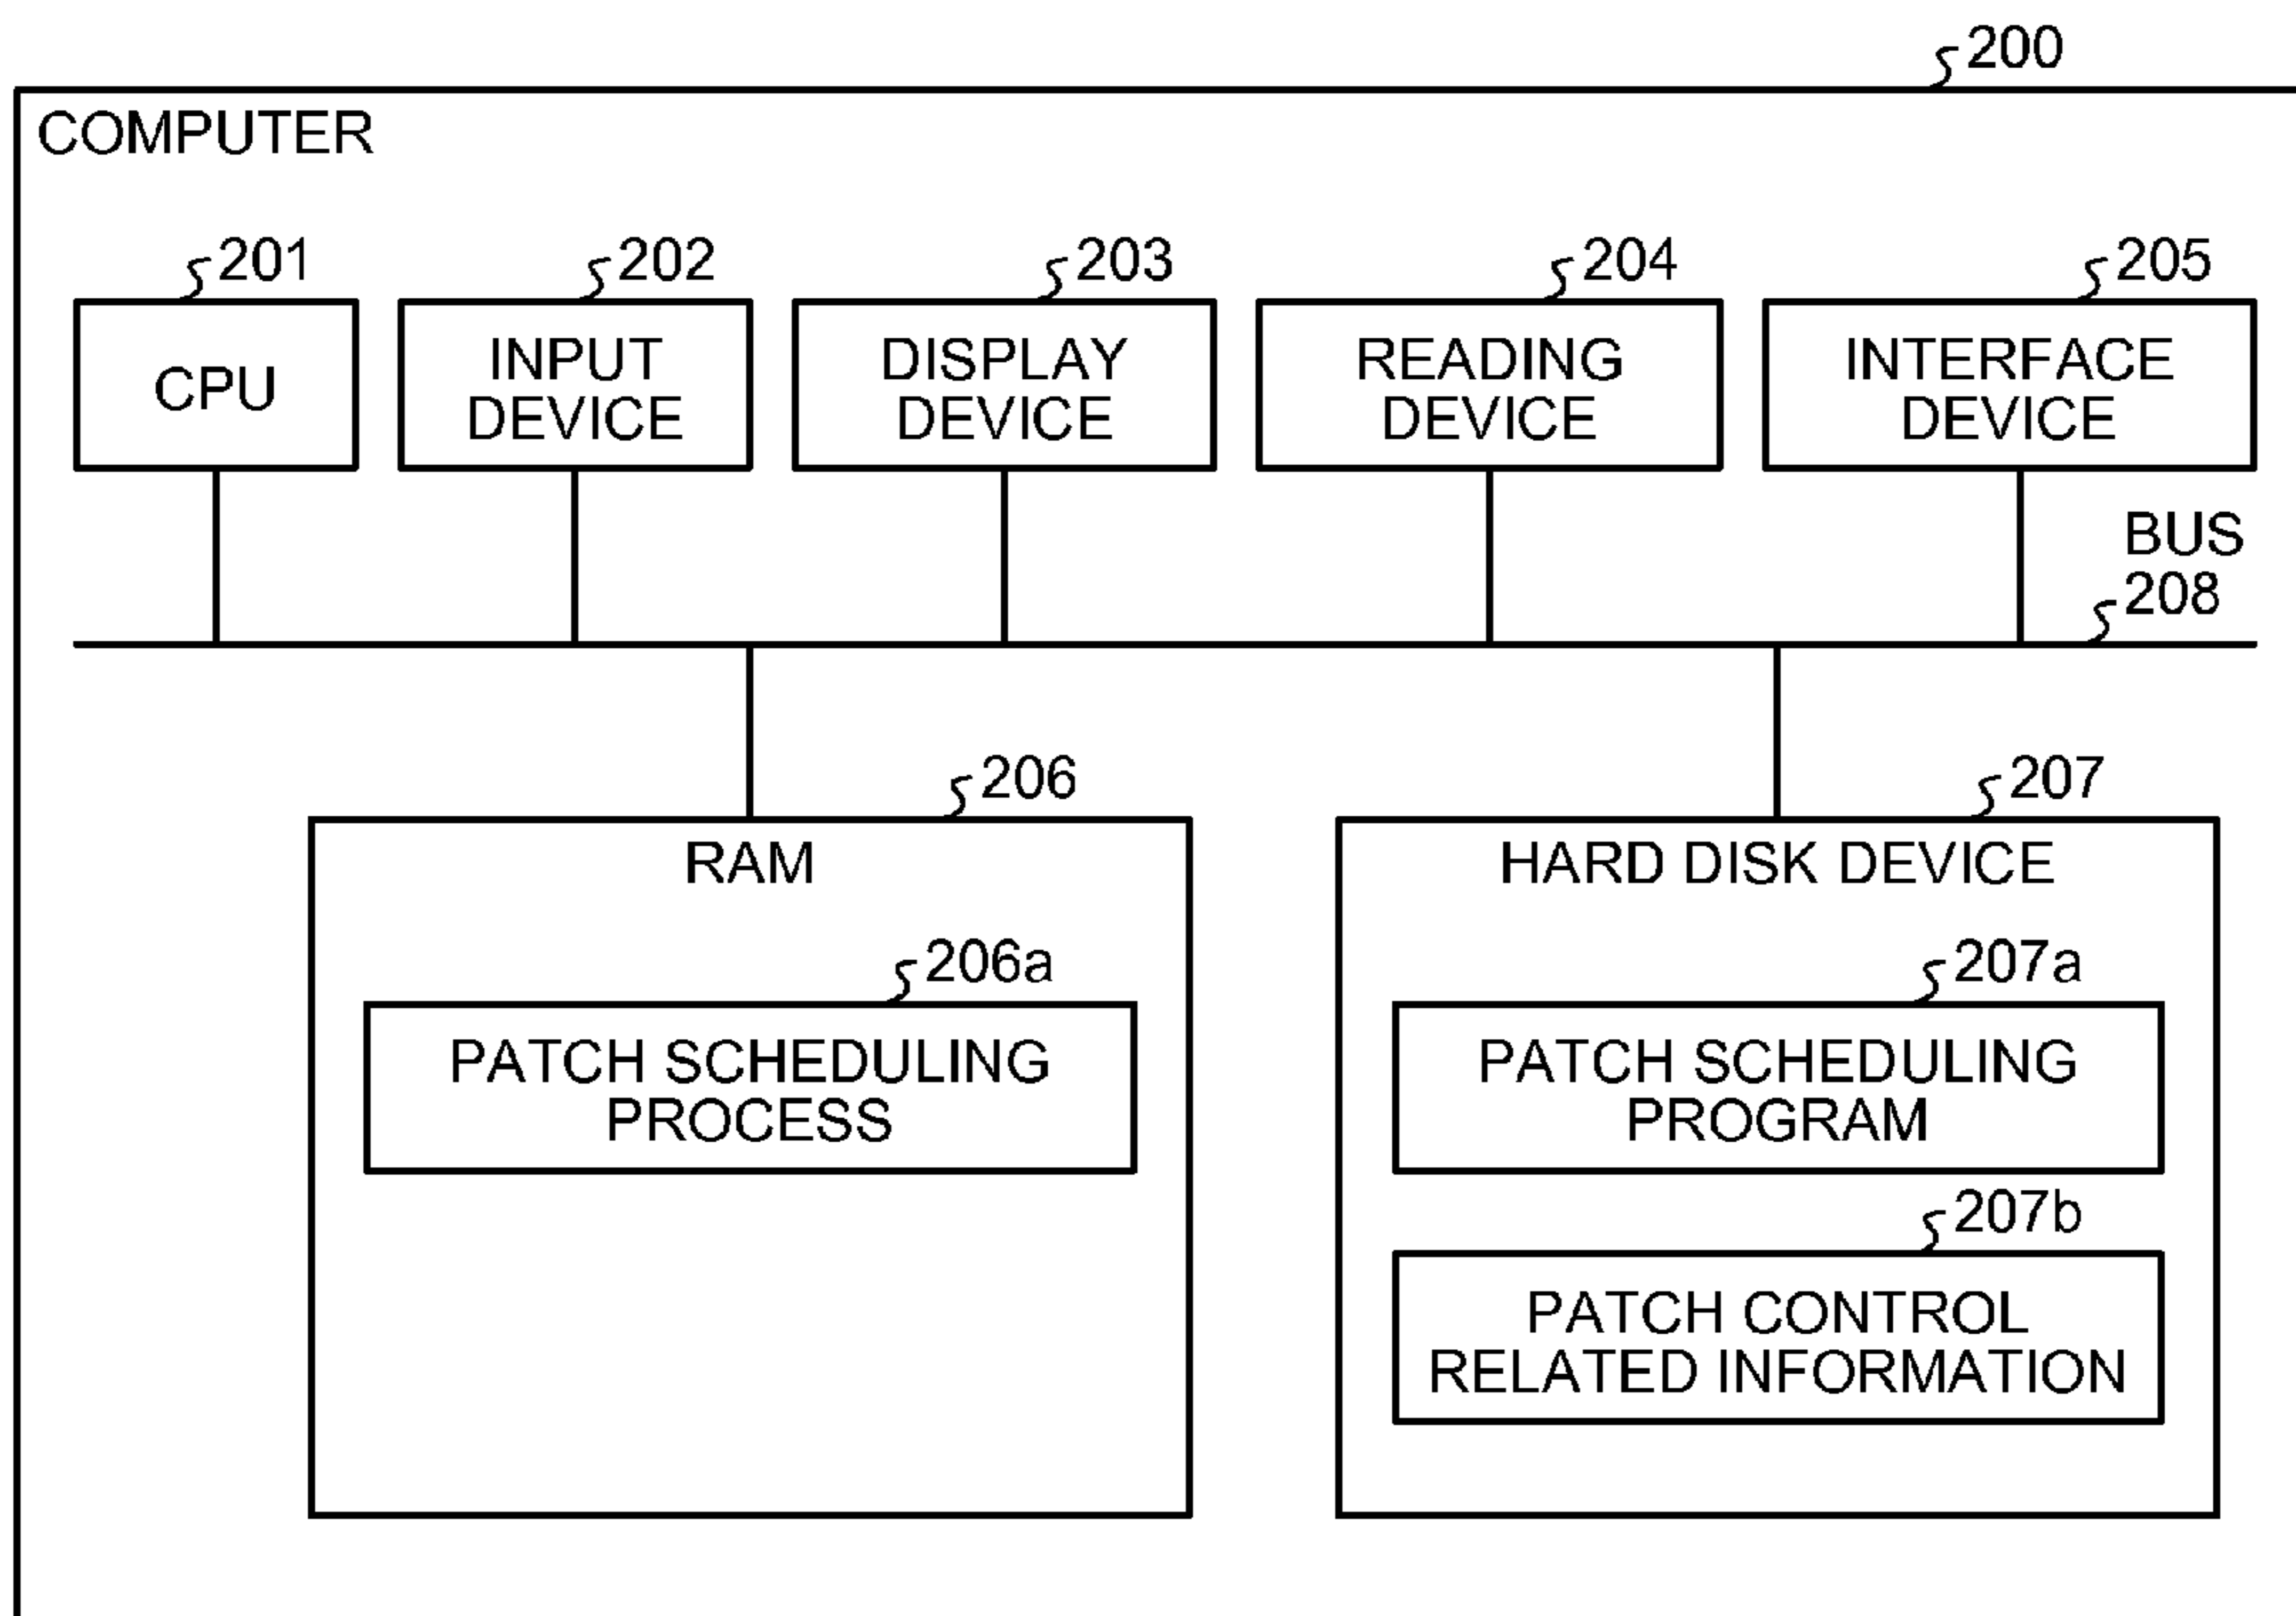 200
COMPUTER
201
202
203
204
205
CPU
INPUT
DEVICE
DISPLAY
DEVICE
READING
DEVICE
INTERFACE
DEVICE
BUS
208
206
207
RAM
HARD DISK DEVICE
206a
207a
PATCH SCHEDULING
PROCESS
PATCH SCHEDULING
PROGRAM
207b
PATCH CONTROL
RELATED INFORMATION